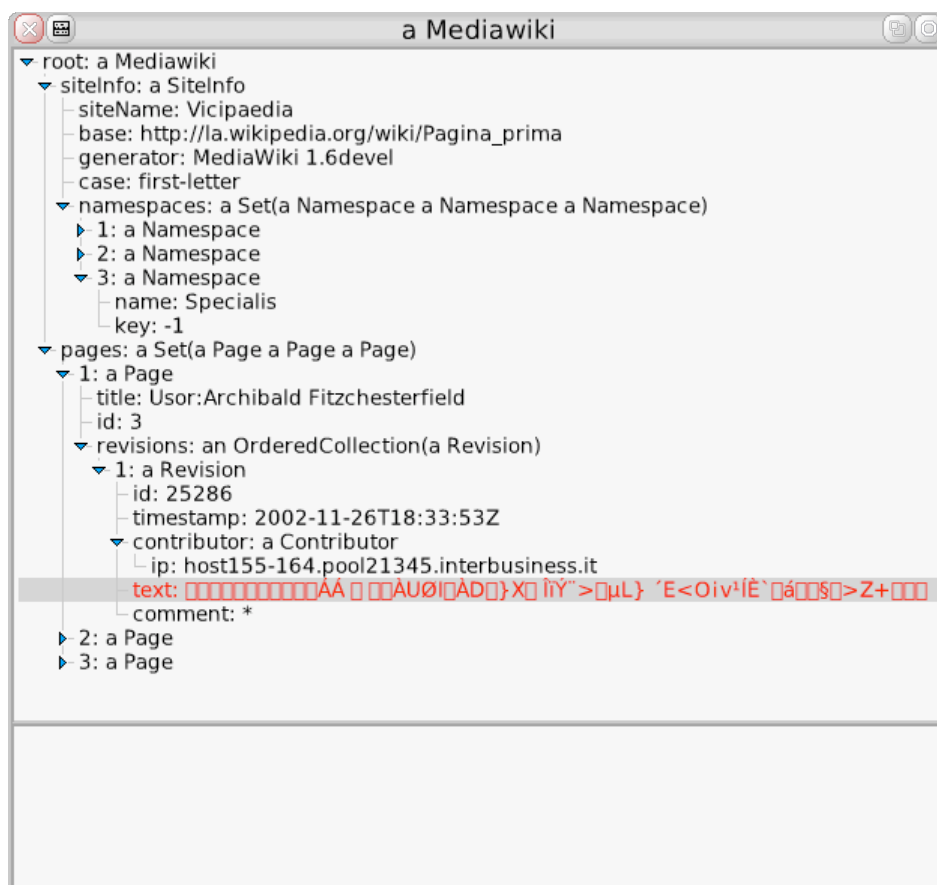 a Mediawiki
root: a Mediawiki
siteInfo: a SiteInfo
siteName: Vicipaedia
base: http://la.wikipedia.org/wiki/Pagina_prima
generator: MediaWiki 1.6devel
case: first-letter
namespaces: a Set(a Namespace a Namespace a Namespace)
1: a Namespace
2: a Namespace
3: a Namespace
name: Specialis
key: -1
pages: a Set(a Page a Page a Page)
1: a Page
title: Usor:Archibald Fitzchesterfield
id: 3
revisions: an OrderedCollection(a Revision)
1: a Revision
id: 25286
timestamp: 2002-11-26T18:33:53Z
contributor: a Contributor
ip: host155-164.pool21345.interbusiness.it
text:
comment: *
2: a Page
3: a Page